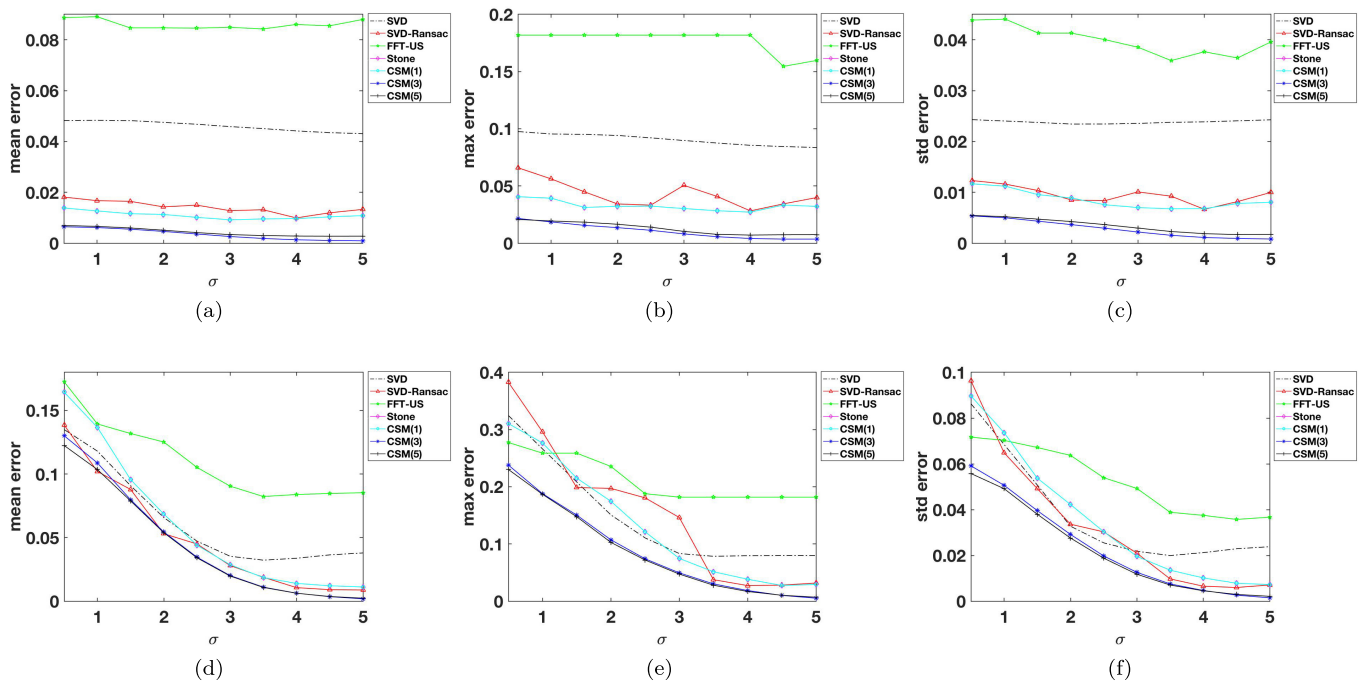 mean error
0.08
0.06
0.04
0.02
0
1 2 3 4 5
σ
SVD
SVD-Ransac
FFT-US
Stone
CSM(1)
CSM(3)
CSM(5)
(a)
max error
0.2
0.15
0.1
0.05
0
1 2 3 4 5
σ
SVD
SVD-Ransac
FFT-US
Stone
CSM(1)
CSM(3)
CSM(5)
(b)
std error
0.04
0.03
0.02
0.01
0
1 2 3 4 5
σ
SVD
SVD-Ransac
FFT-US
Stone
CSM(1)
CSM(3)
CSM(5)
(c)
mean error
0.15
0.1
0.05
0
1 2 3 4 5
σ
SVD
SVD-Ransac
FFT-US
Stone
CSM(1)
CSM(3)
CSM(5)
(d)
max error
0.4
0.3
0.2
0.1
0
1 2 3 4 5
σ
SVD
SVD-Ransac
FFT-US
Stone
CSM(1)
CSM(3)
CSM(5)
(e)
std error
0.1
0.08
0.06
0.04
0.02
0
1 2 3 4 5
σ
SVD
SVD-Ransac
FFT-US
Stone
CSM(1)
CSM(3)
CSM(5)
(f)